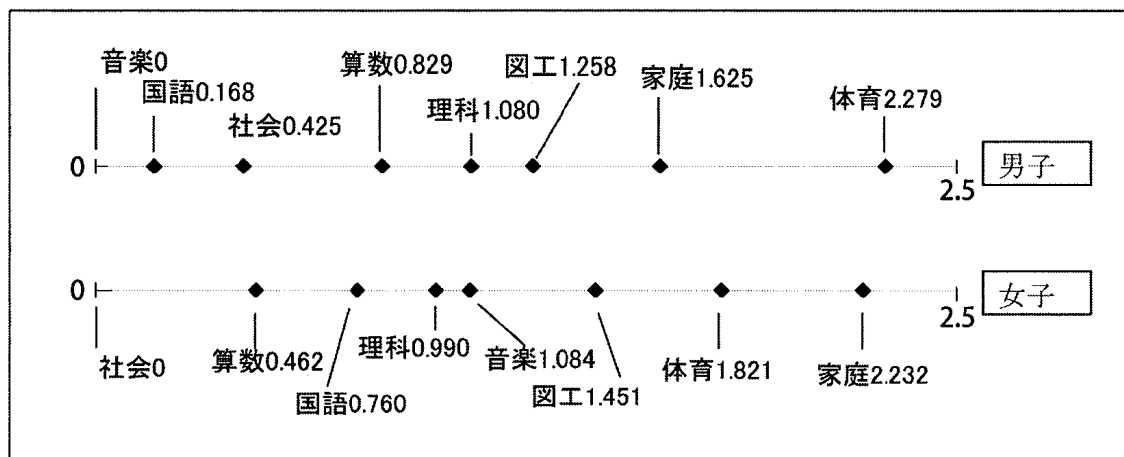 音楽0
国語0.168
社会0.425
算数0.829
理科1.080
図工1.258
家庭1.625
体育2.279
0
2.5
男子
0
2.5
女子
社会0
算数0.462
国語0.760
理科0.990
音楽1.084
図工1.451
体育1.821
家庭2.232